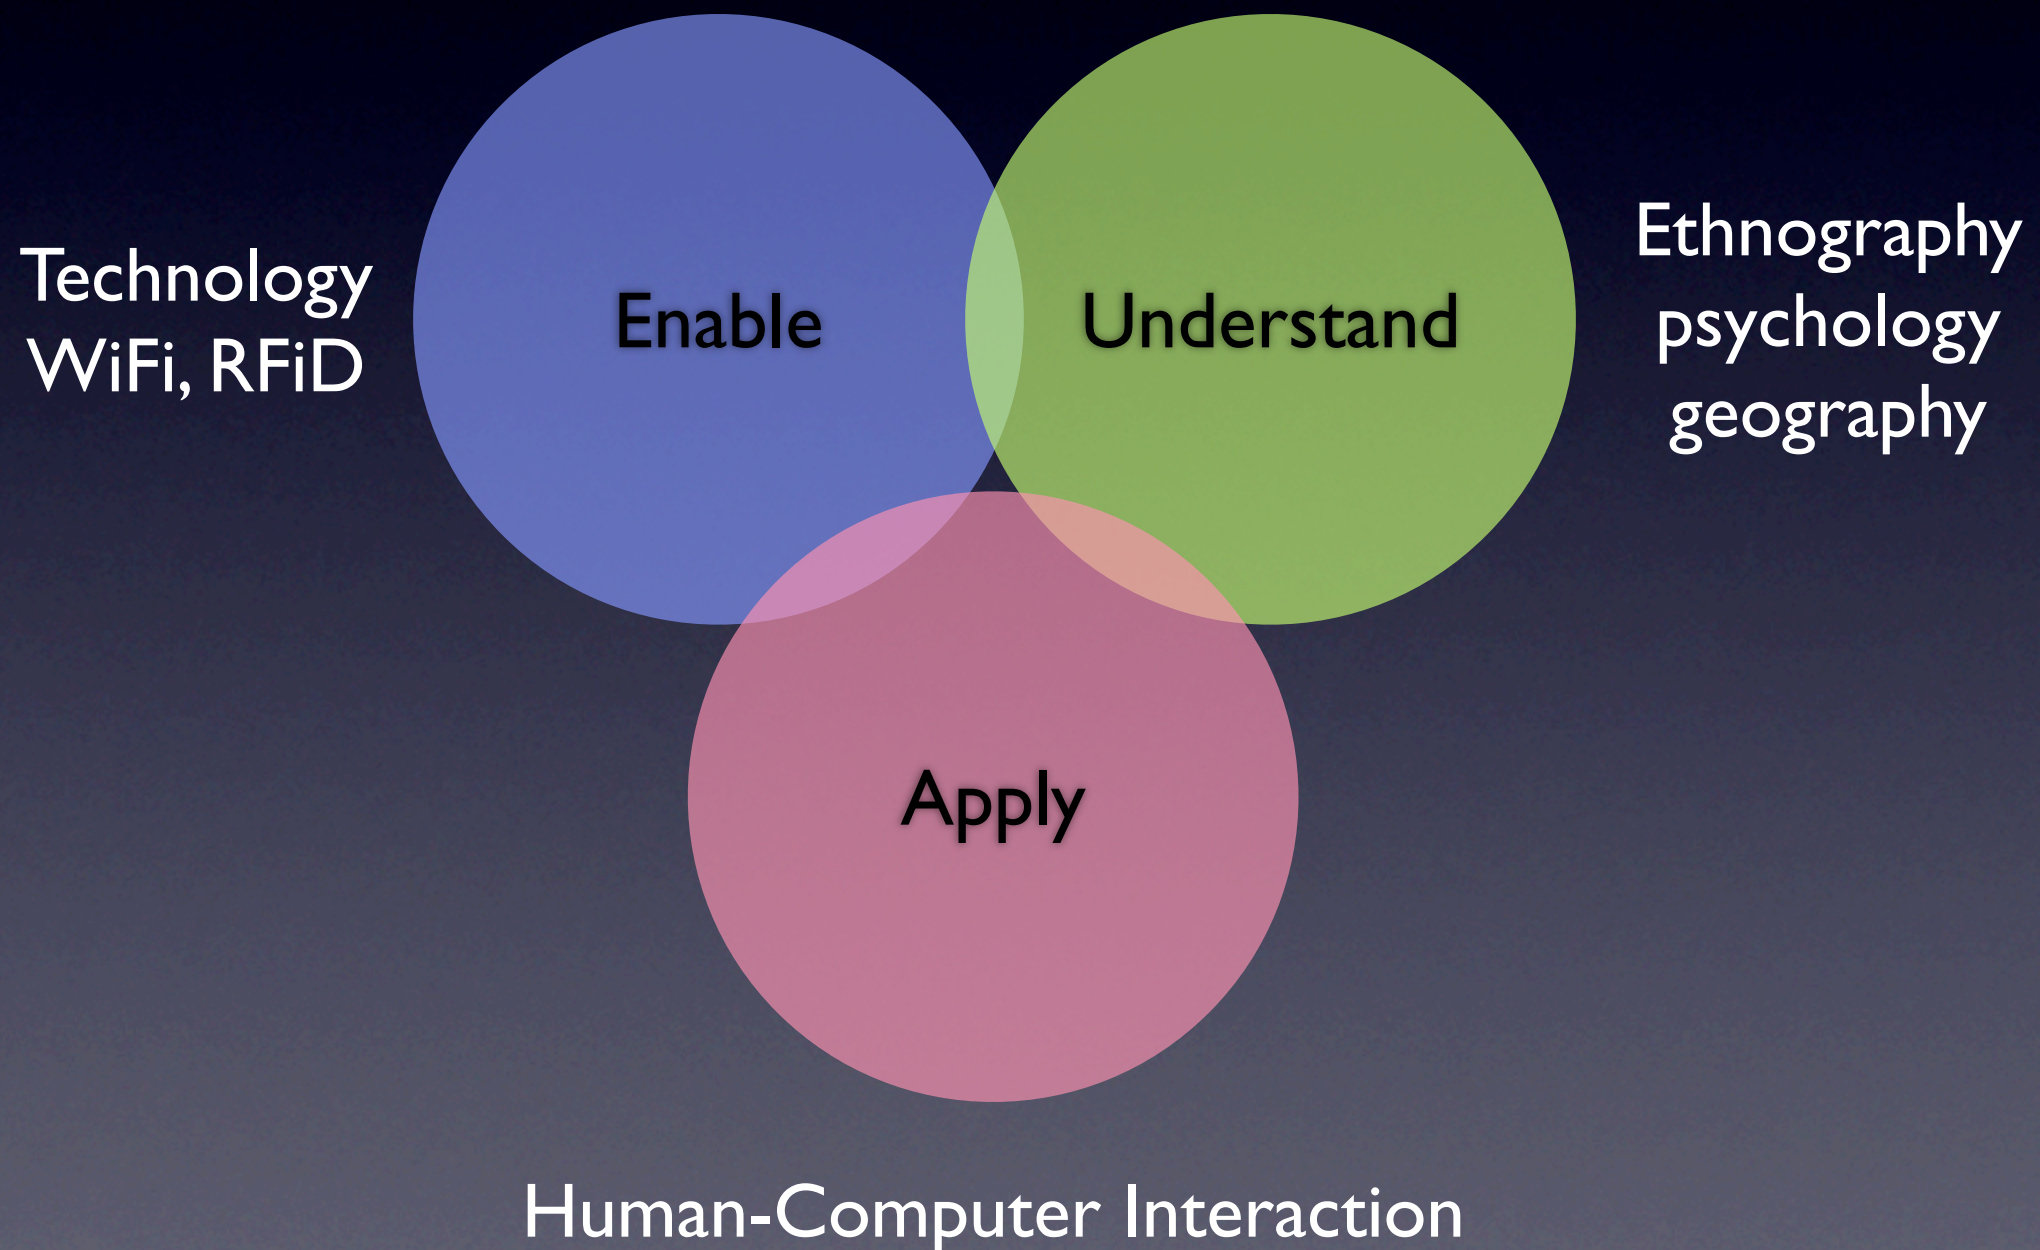 Technology
WiFi, RFiD
Enable
Understand
Ethnography
psychology
geography
Apply
Human-Computer Interaction